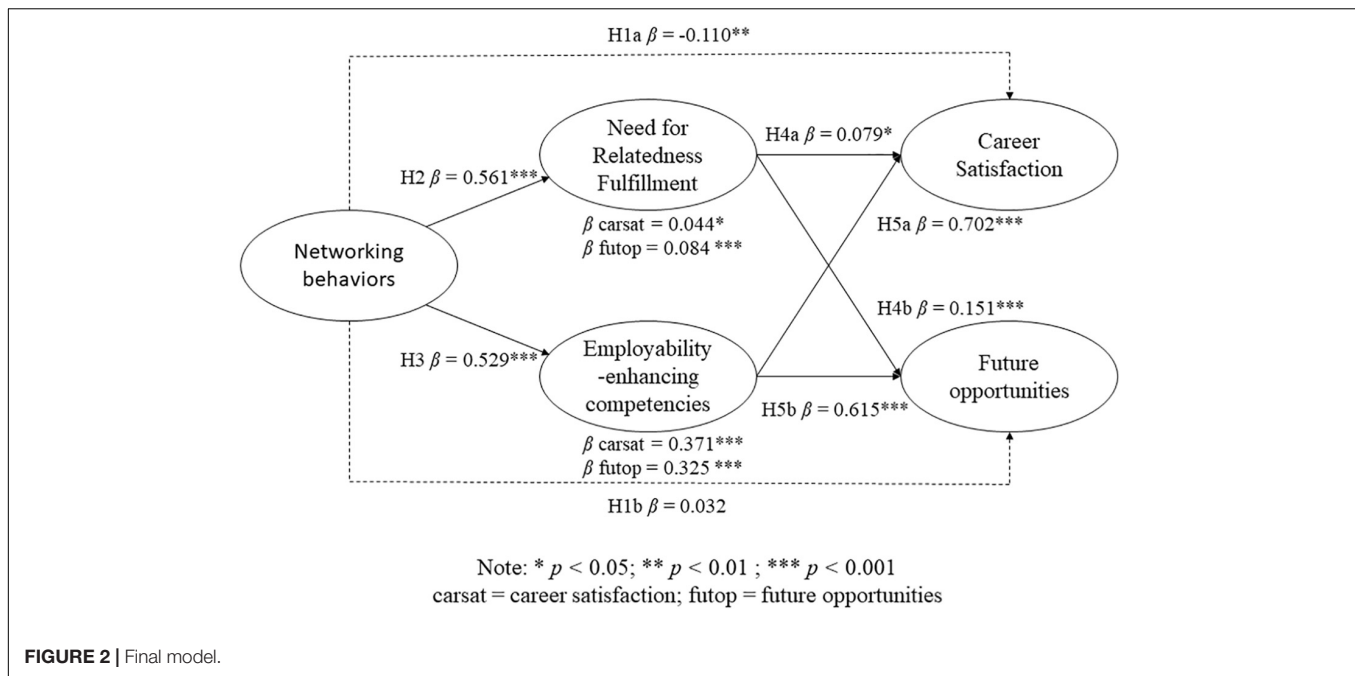 H1a β = -0.110**
Need for
Relatedness
Fulfillment
H4a β = 0.079*
Career
Satisfaction
H2 β = 0.561***
β carsat = 0.044*
β futop = 0.084 ***
H5a β = 0.702***
Networking
behaviors
H4b β = 0.151***
H3 β = 0.529***
Employability
-enhancing
competencies
Future
opportunities
H5b β = 0.615***
β carsat = 0.371***
β futop = 0.325 ***
H1b β = 0.032
Note: * p < 0.05; ** p < 0.01 ; *** p < 0.001
carsat = career satisfaction; futop = future opportunities
FIGURE 2 | Final model.